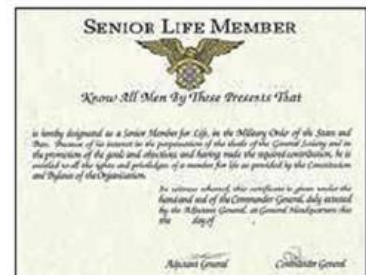 SENIOR LIFE MEMBER
Know All Men By These Presents That
is hereby designated as a Senior Member for Life, in the Military Order of the Stars and
Bars. Because of his interest in the perpetuation of the ideals of the General Society and in
the promotion of the goals and objectives and having made the required contribution, he is
entitled to all the rights and priviledges of a member for life as provided by the Constitution
and Bylaws of the Organization.
In witness whereof, this certificate is given under the
hand and seal of the Commander General, duly attested
by the Adjutant General, at General Headquarters this
the day of
Adjutant General Commander General